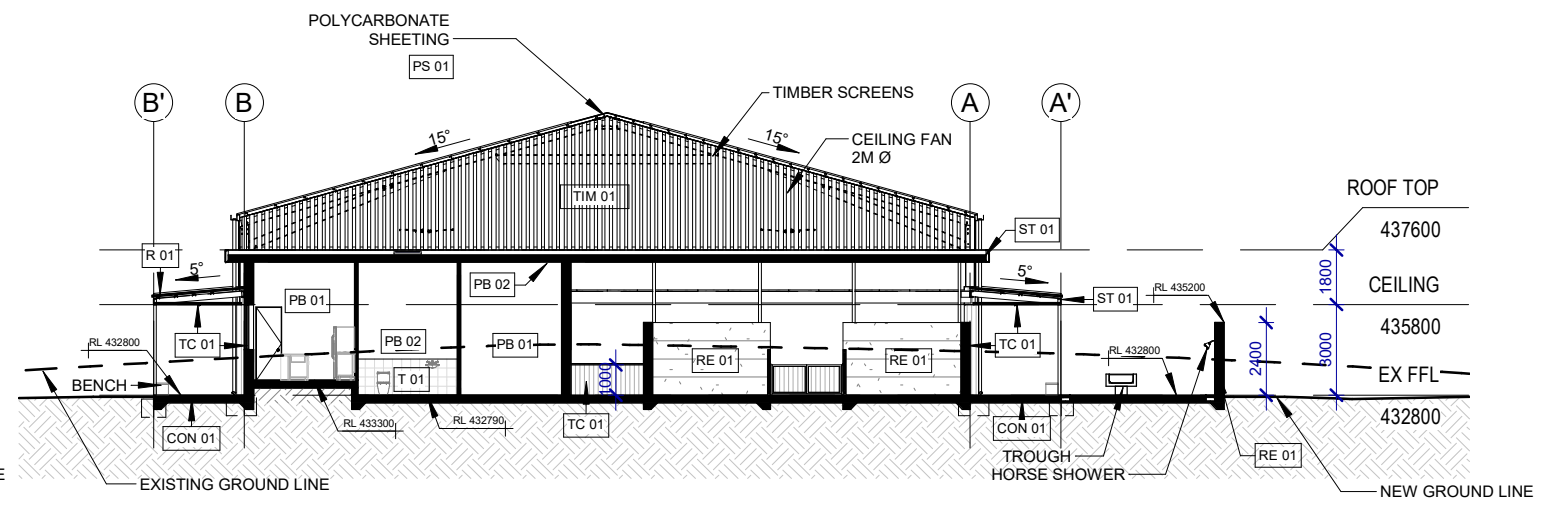 POLYCARBONATE
SHEETING
PS 01
B'
B
A
A'
TIMBER SCREENS
15°
15°
CEILING FAN
2M Ø
TIM 01
ROOF TOP
437600
ST 01
R 01
5°
PB 02
5°
1800
CEILING
RL 435200
PB 01
ST 01
435800
TC 01
PB 02
PB 01
TC 01
RL 432800
RL 432800
RE 01
RE 01
2400
3000
T 01
1000
EX FFL
BENCH
432800
RL 433300
RL 432790
TC 01
CON 01
CON 01
TROUGH
HORSE SHOWER
RE 01
E
EXISTING GROUND LINE
NEW GROUND LINE